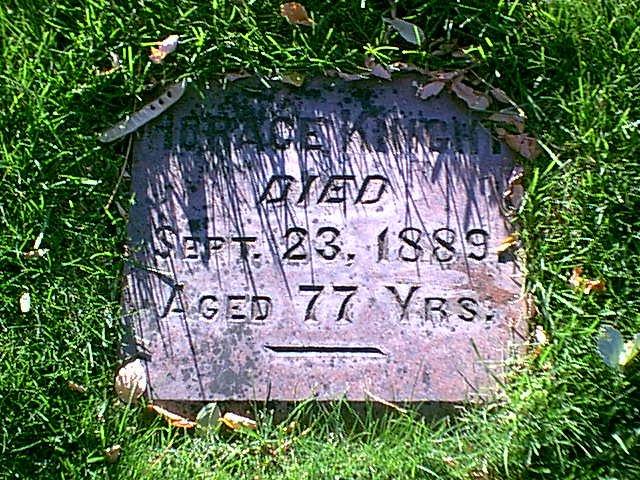 HORACE KNIGHT
DIED
SEPT. 23, 1889.
AGED 77 YRS.